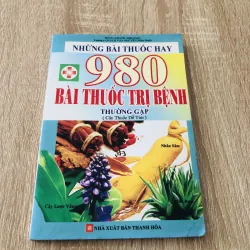 NHỮNG BÀI THUỐC HAY
980
BÀI THUỐC TRỊ BỆNH
THƯỜNG GẶP
( Cây Thuốc Dễ Tìm )
Nhân Sâm
NHÀ XUẤT BẢN THANH HÓA